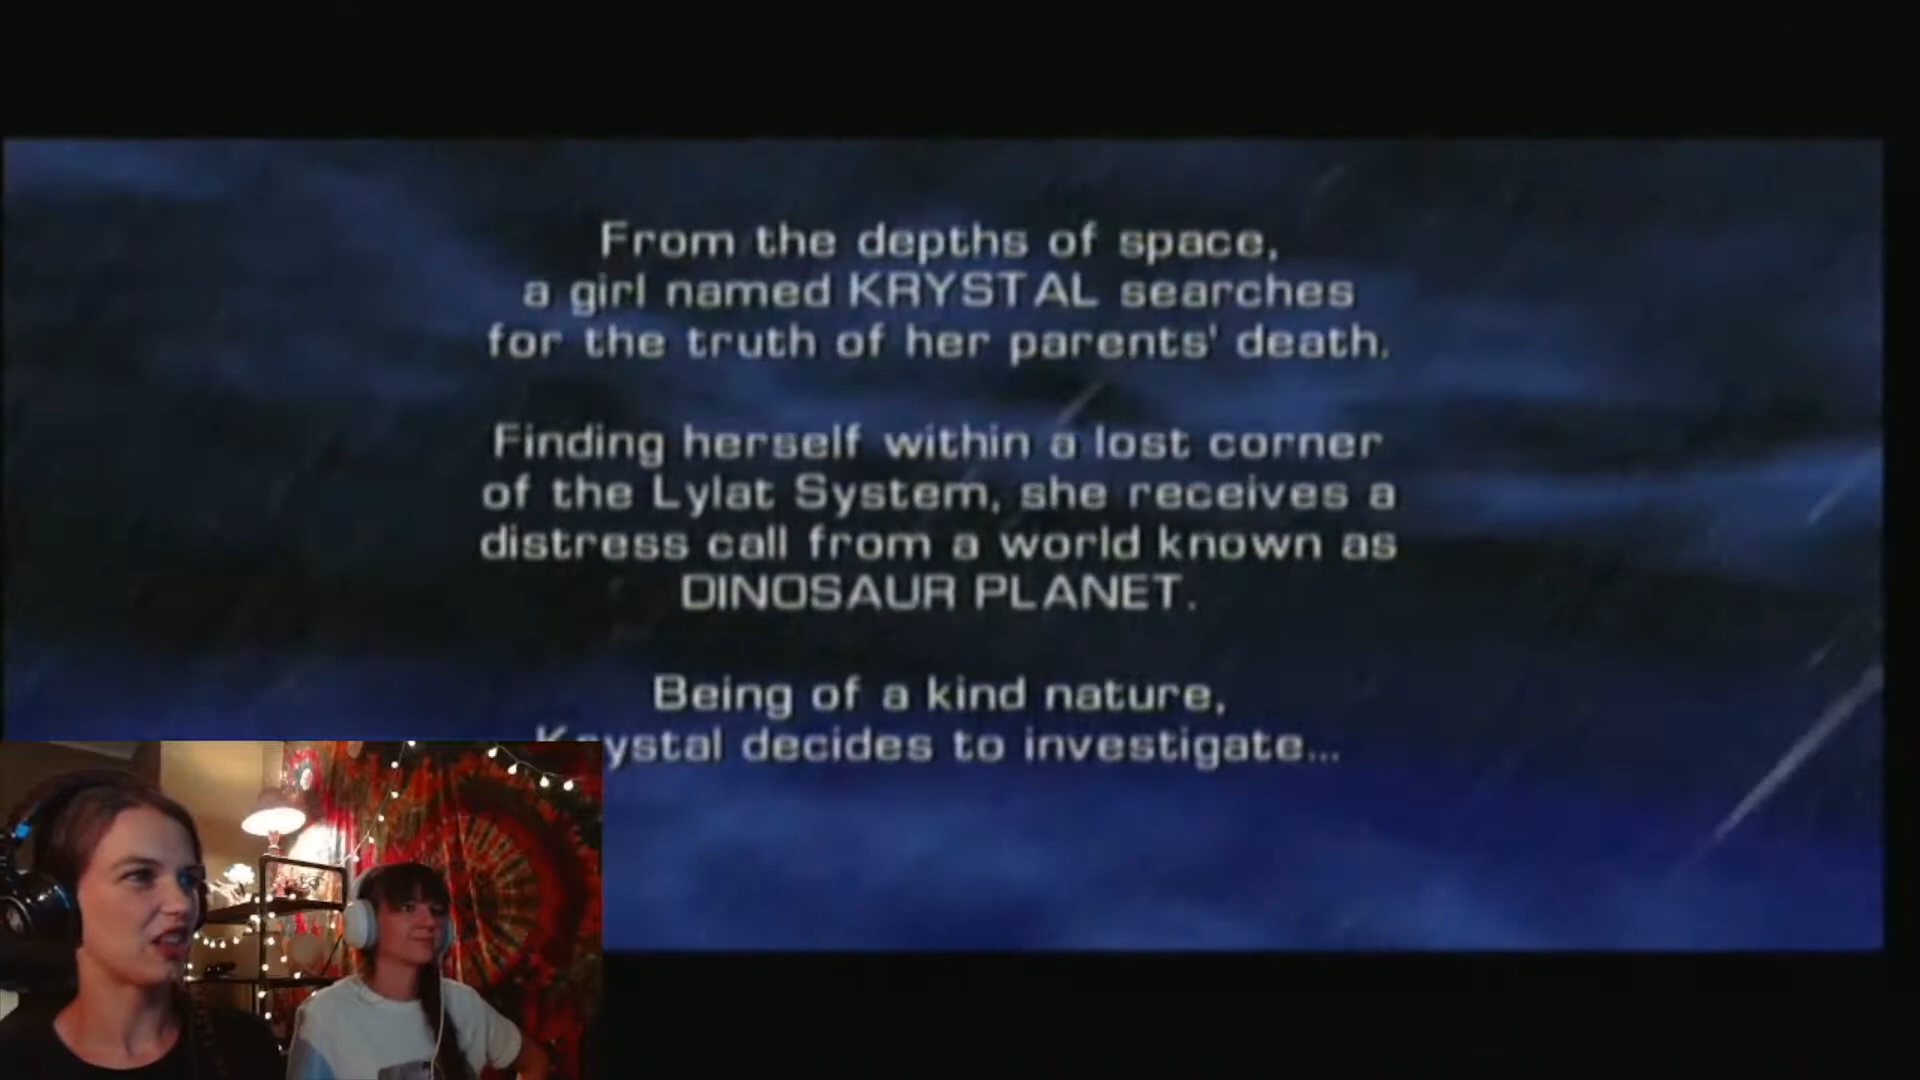 From the depths of space,
a girl named KRYSTAL searches
for the truth of her parents' death.
Finding herself within a lost corner
of the Lylat System, she receives a
distress call from a world known as
DINOSAUR PLANET.
Being of a kind nature,
Krystal decides to investigate...